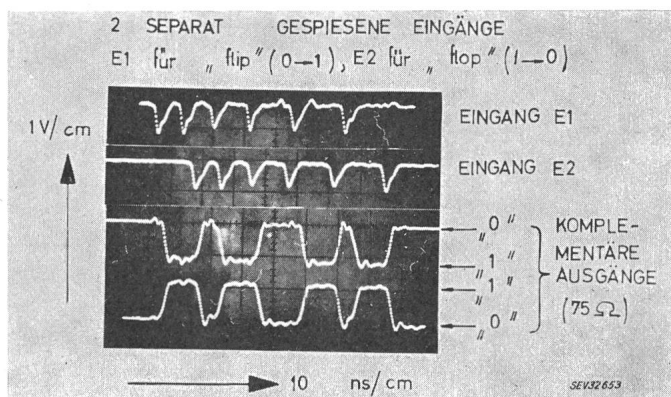 2 SEPARAT GESPIESENE EINGÄNGE
E1 für „ flip " (0→1), E2 für „ flop " (1→0)
1 V/cm
EINGANG E1
EINGANG E2
„ 0 "
„ 1 "
„ 1 "
„ 0 "
KOMPLE-
MENTÄRE
AUSGÄNGE
(75 Ω)
10 ns/cm
SEV32653